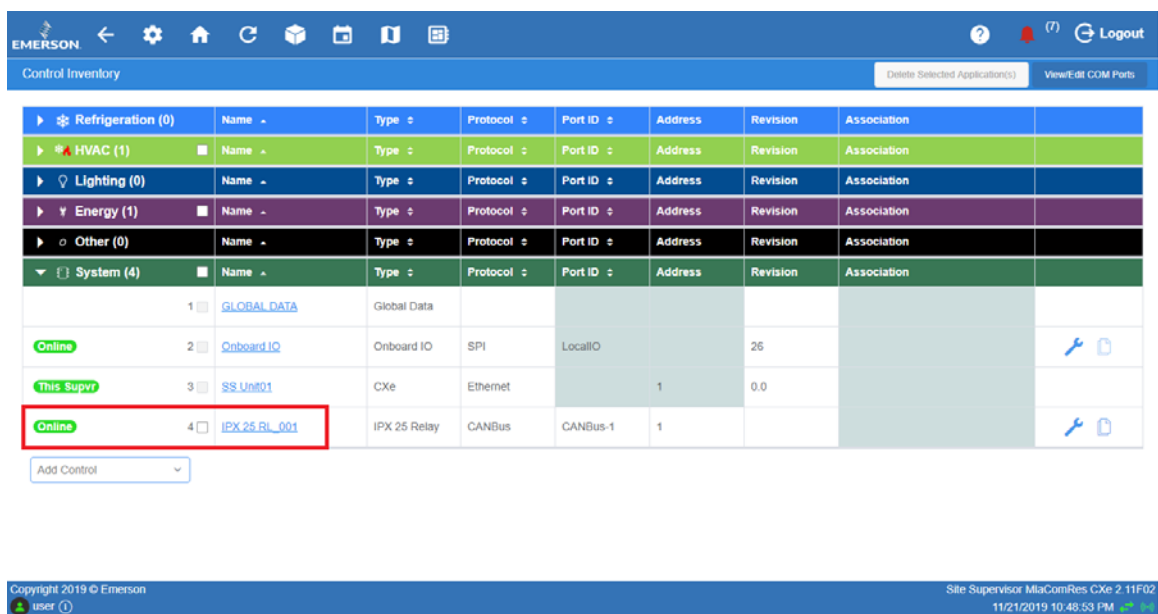 EMERSON.
(7) Logout
Control Inventory Delete Selected Application(s) View/Edit COM Ports
Refrigeration (0) Name Type Protocol Port ID Address Revision Association
HVAC (1) Name Type Protocol Port ID Address Revision Association
Lighting (0) Name Type Protocol Port ID Address Revision Association
Energy (1) Name Type Protocol Port ID Address Revision Association
Other (0) Name Type Protocol Port ID Address Revision Association
System (4) Name Type Protocol Port ID Address Revision Association
1 GLOBAL DATA Global Data
Online 2 Onboard IO Onboard IO SPI LocalIO 26
This Supvr 3 SS Unit01 CXe Ethernet 1 0.0
Online 4 IPX 25 RL_001 IPX 25 Relay CANBus CANBus-1 1
Add Control
Copyright 2019 © Emerson Site Supervisor MlaComRes CXe 2.11F02
user 11/21/2019 10:48:53 PM